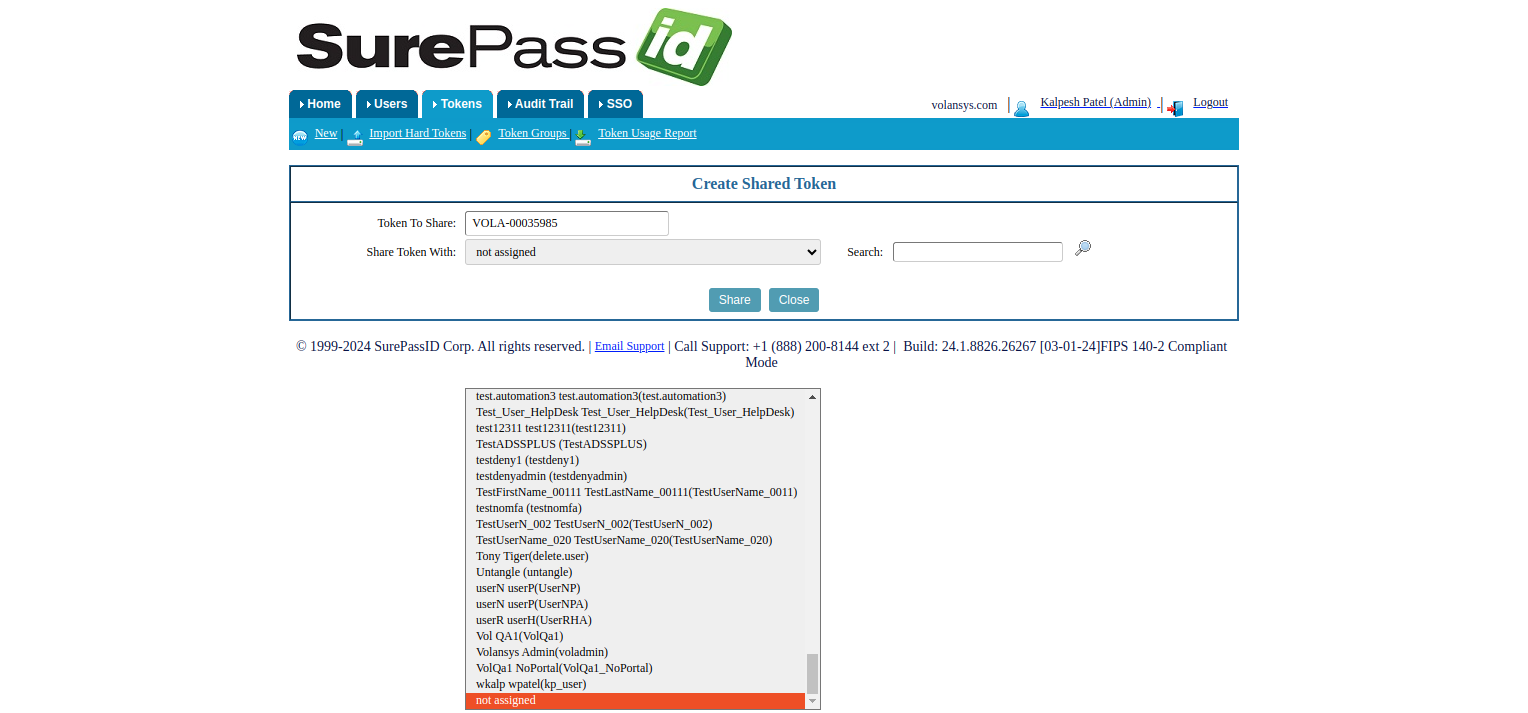 SurePass id
Home Users Tokens Audit Trail SSO
volansys.com | Kalpesh Patel (Admin) - | Logout
NEW New | Import Hard Tokens | Token Groups | Token Usage Report
Create Shared Token
Token To Share: VOLA-00035985
Share Token With: not assigned Search:
Share Close
© 1999-2024 SurePassID Corp. All rights reserved. | Email Support | Call Support: +1 (888) 200-8144 ext 2 | Build: 24.1.8826.26267 [03-01-24]FIPS 140-2 Compliant
Mode
test.automation3 test.automation3(test.automation3)
Test_User_HelpDesk Test_User_HelpDesk(Test_User_HelpDesk)
test12311 test12311(test12311)
TestADSSPLUS (TestADSSPLUS)
testdeny1 (testdeny1)
testdenyadmin (testdenyadmin)
TestFirstName_00111 TestLastName_00111(TestUserName_0011)
testnomfa (testnomfa)
TestUserN_002 TestUserN_002(TestUserN_002)
TestUserName_020 TestUserName_020(TestUserName_020)
Tony Tiger(delete.user)
Untangle (untangle)
userN userP(UserNP)
userN userP(UserNPA)
userR userH(UserRHA)
Vol QA1(VolQa1)
Volansys Admin(voladmin)
VolQa1 NoPortal(VolQa1_NoPortal)
wkalp wpatel(kp_user)
not assigned